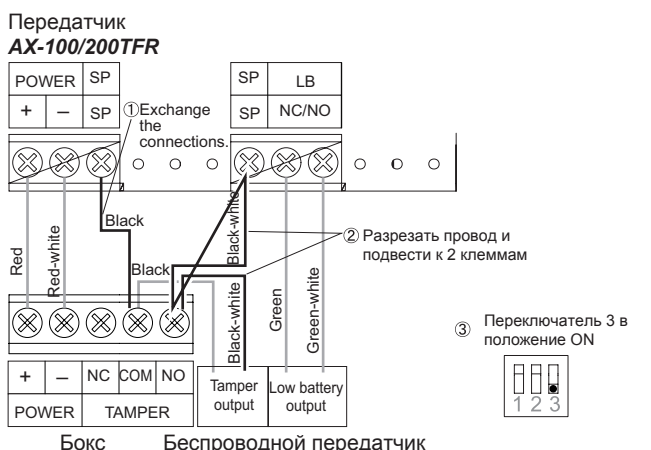 Передатчик
AX-100/200TFR
POWER SP
+ – SP
SP LB
SP NC/NO
①Exchange
the
connections.
Black
Black-white
② Разрезать провод и
подвести к 2 клеммам
Red
Red-white
Black
Black-white
Green
Green-white
③ Переключатель 3 в
положение ON
1 2 3
+ – NC COM NO
POWER TAMPER
Tamper
output
Low battery
output
Бокс Беспроводной передатчик